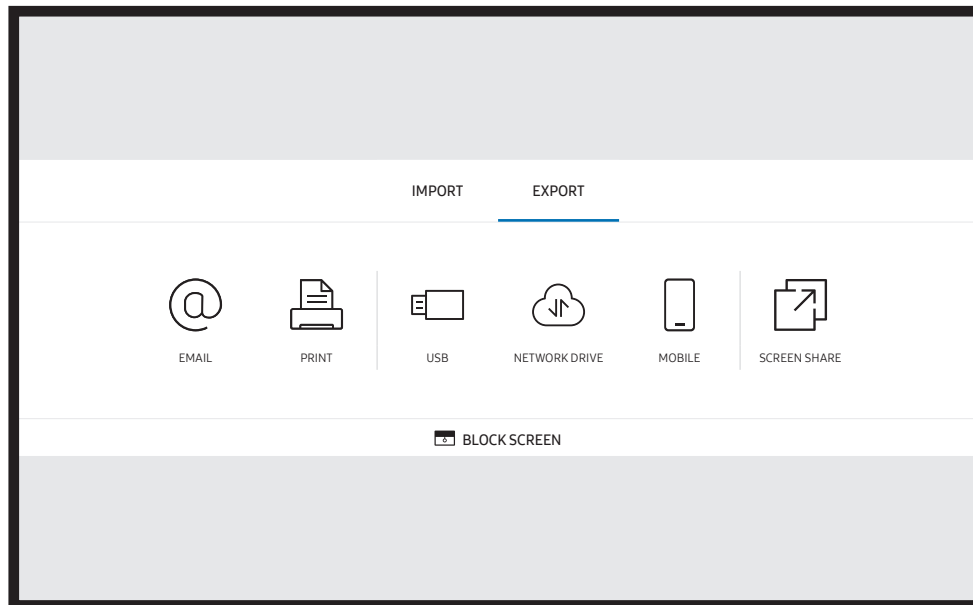 IMPORT EXPORT
EMAIL PRINT USB NETWORK DRIVE MOBILE SCREEN SHARE
BLOCK SCREEN